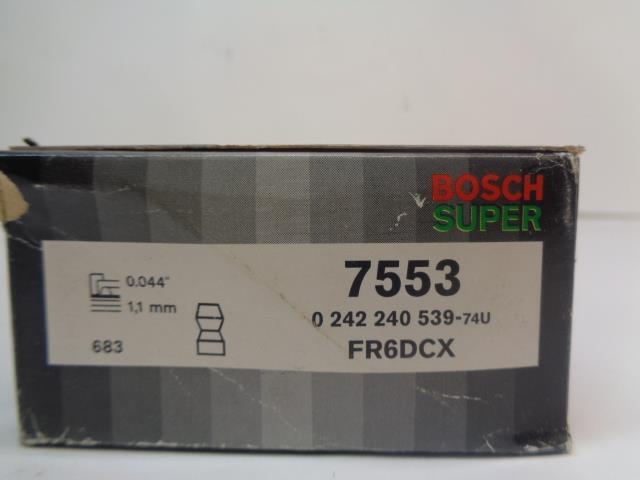 BOSCH
SUPER
7553
0.044"
1,1 mm
0 242 240 539-74U
683
FR6DCX